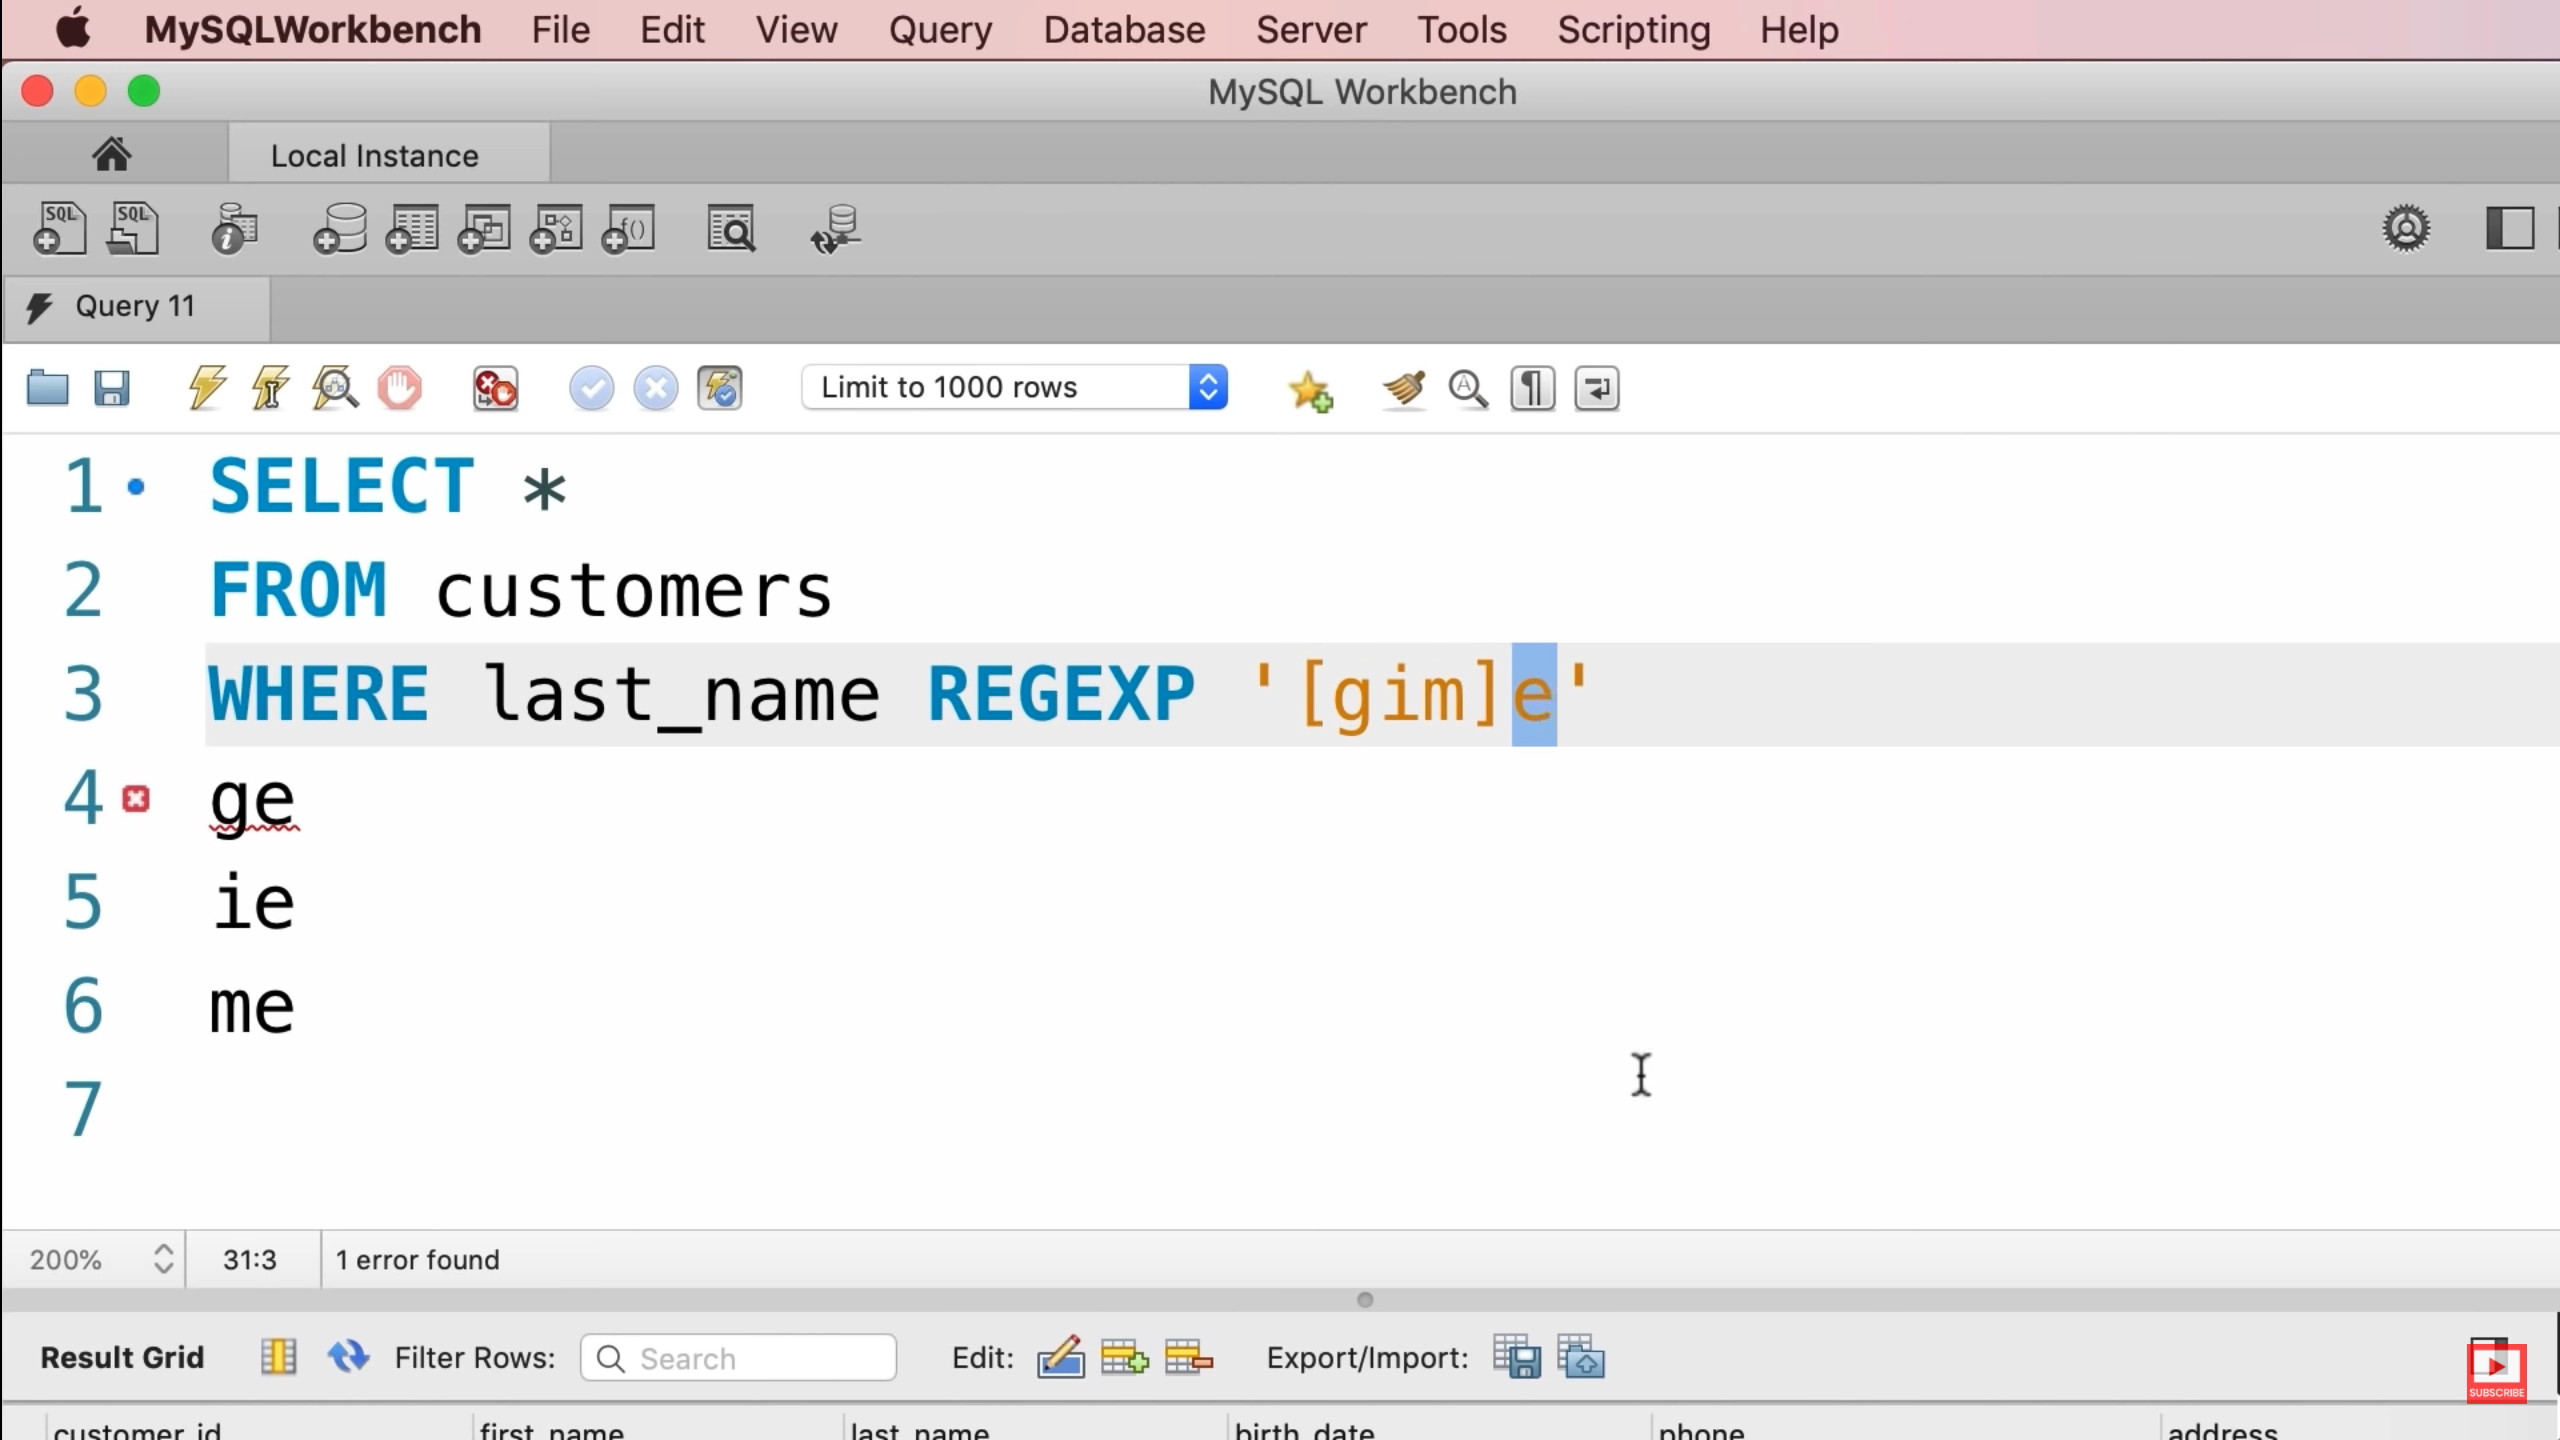 MySQLWorkbench File Edit View Query Database Server Tools Scripting Help
MySQL Workbench
Local Instance
SQL SQL i f()
Query 11
Limit to 1000 rows
1 SELECT *
2 FROM customers
3 WHERE last_name REGEXP '[gim]e'
4 ge
5 ie
6 me
7
200% 31:3 1 error found
Result Grid Filter Rows: Search Edit: Export/Import:
SUBSCRIBE
customer_id first_name last_name birth_date phone address